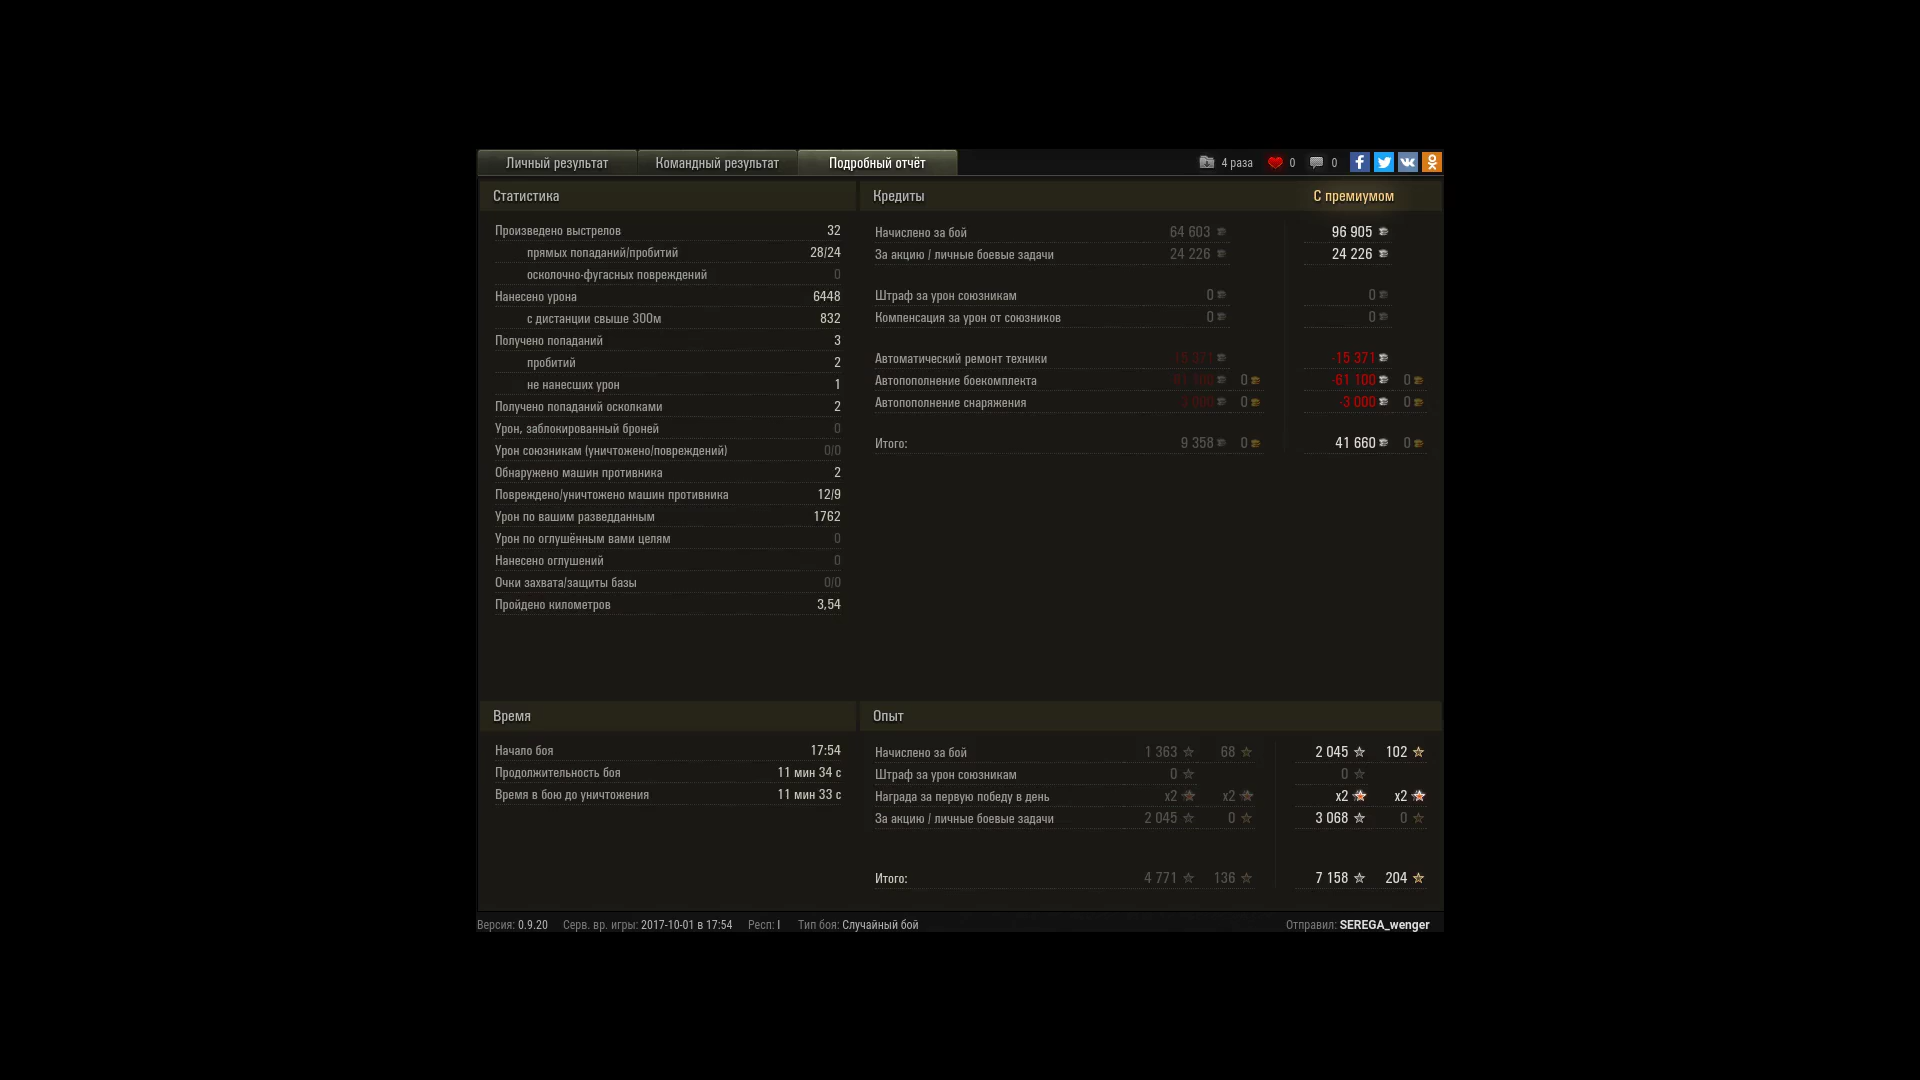 Личный результат Командный результат Подробный отчёт 4 раза 0 0
Статистика
Произведено выстрелов 32
прямых попаданий/пробитий 28/24
осколочно-фугасных повреждений 0
Нанесено урона 6448
с дистанции свыше 300м 832
Получено попаданий 3
пробитий 2
не нанесших урон 1
Получено попаданий осколками 2
Урон, заблокированный броней 0
Урон союзникам (уничтожено/повреждений) 0/0
Обнаружено машин противника 2
Повреждено/уничтожено машин противника 12/9
Урон по вашим разведданным 1762
Урон по оглушённым вами целям 0
Нанесено оглушений 0
Очки захвата/защиты базы 0/0
Пройдено километров 3,54
Кредиты С премиумом
Начислено за бой 64 603 96 905
За акцию / личные боевые задачи 24 226 24 226
Штраф за урон союзникам 0 0
Компенсация за урон от союзников 0 0
Автоматический ремонт техники -15 371 -15 371
Автопополнение боекомплекта 0 -61 100 0
Автопополнение снаряжения -3 000 0 -3 000 0
Итого: 9 358 0 41 660 0
Время
Начало боя 17:54
Продолжительность боя 11 мин 34 с
Время в бою до уничтожения 11 мин 33 с
Опыт
Начислено за бой 1 363 68 2 045 102
Штраф за урон союзникам 0 0
Награда за первую победу в день x2 x2 x2 x2
За акцию / личные боевые задачи 2 045 0 3 068 0
Итого: 4 771 136 7 158 204
Версия: 0.9.20 Серв. вр. игры: 2017-10-01 в 17:54 Респ: I Тип боя: Случайный бой Отправил: SEREGA_wenger